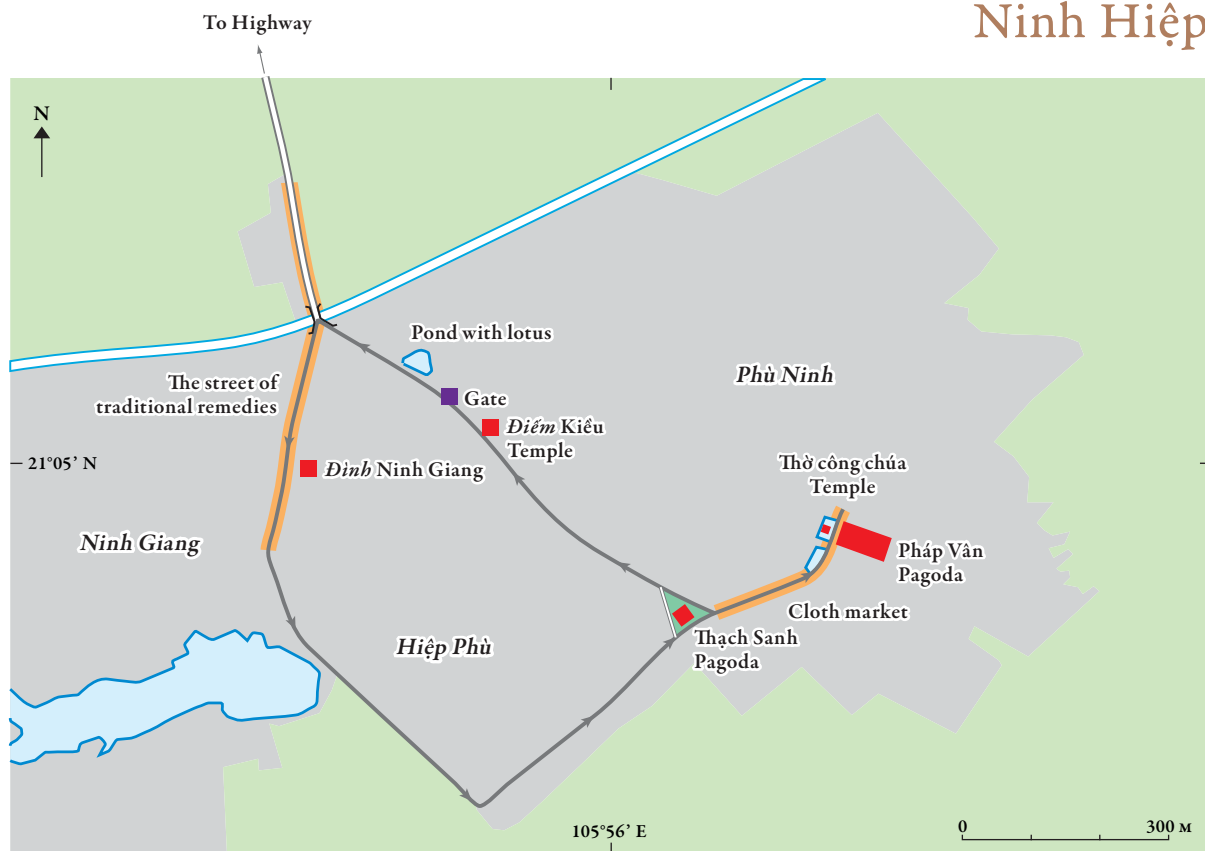 To Highway
Ninh Hiệp
N
Pond with lotus
The street of
traditional remedies
Phù Ninh
Gate
Điếm Kiều
Temple
21°05’ N
Đình Ninh Giang
Thờ công chúa
Temple
Ninh Giang
Pháp Vân
Pagoda
Cloth market
Hiệp Phù
Thạch Sanh
Pagoda
105°56’ E
0
300 M